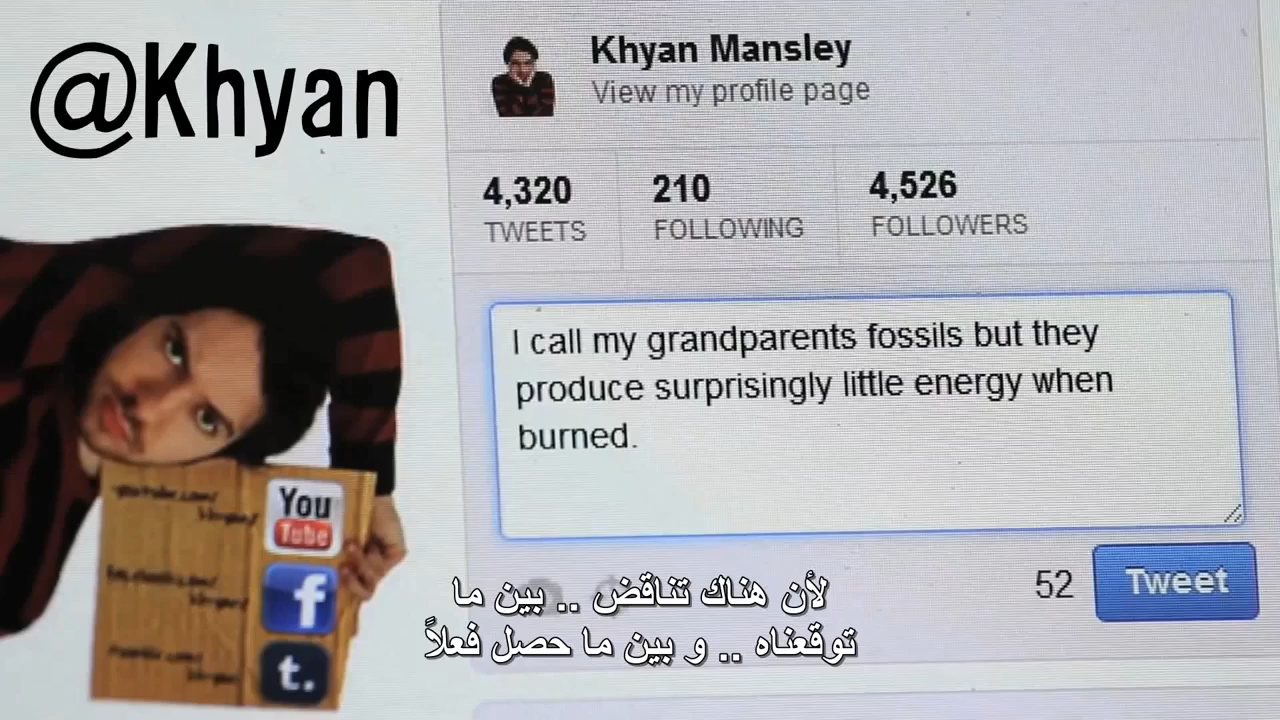 @Khyan
Khyan Mansley
View my profile page
4,320
TWEETS
210
FOLLOWING
4,526
FOLLOWERS
I call my grandparents fossils but they
produce surprisingly little energy when
burned.
52
Tweet
You
Tube
f
t.
لأن هناك تناقض .. بين ما
توقعناه .. و بين ما حصل فعلاً